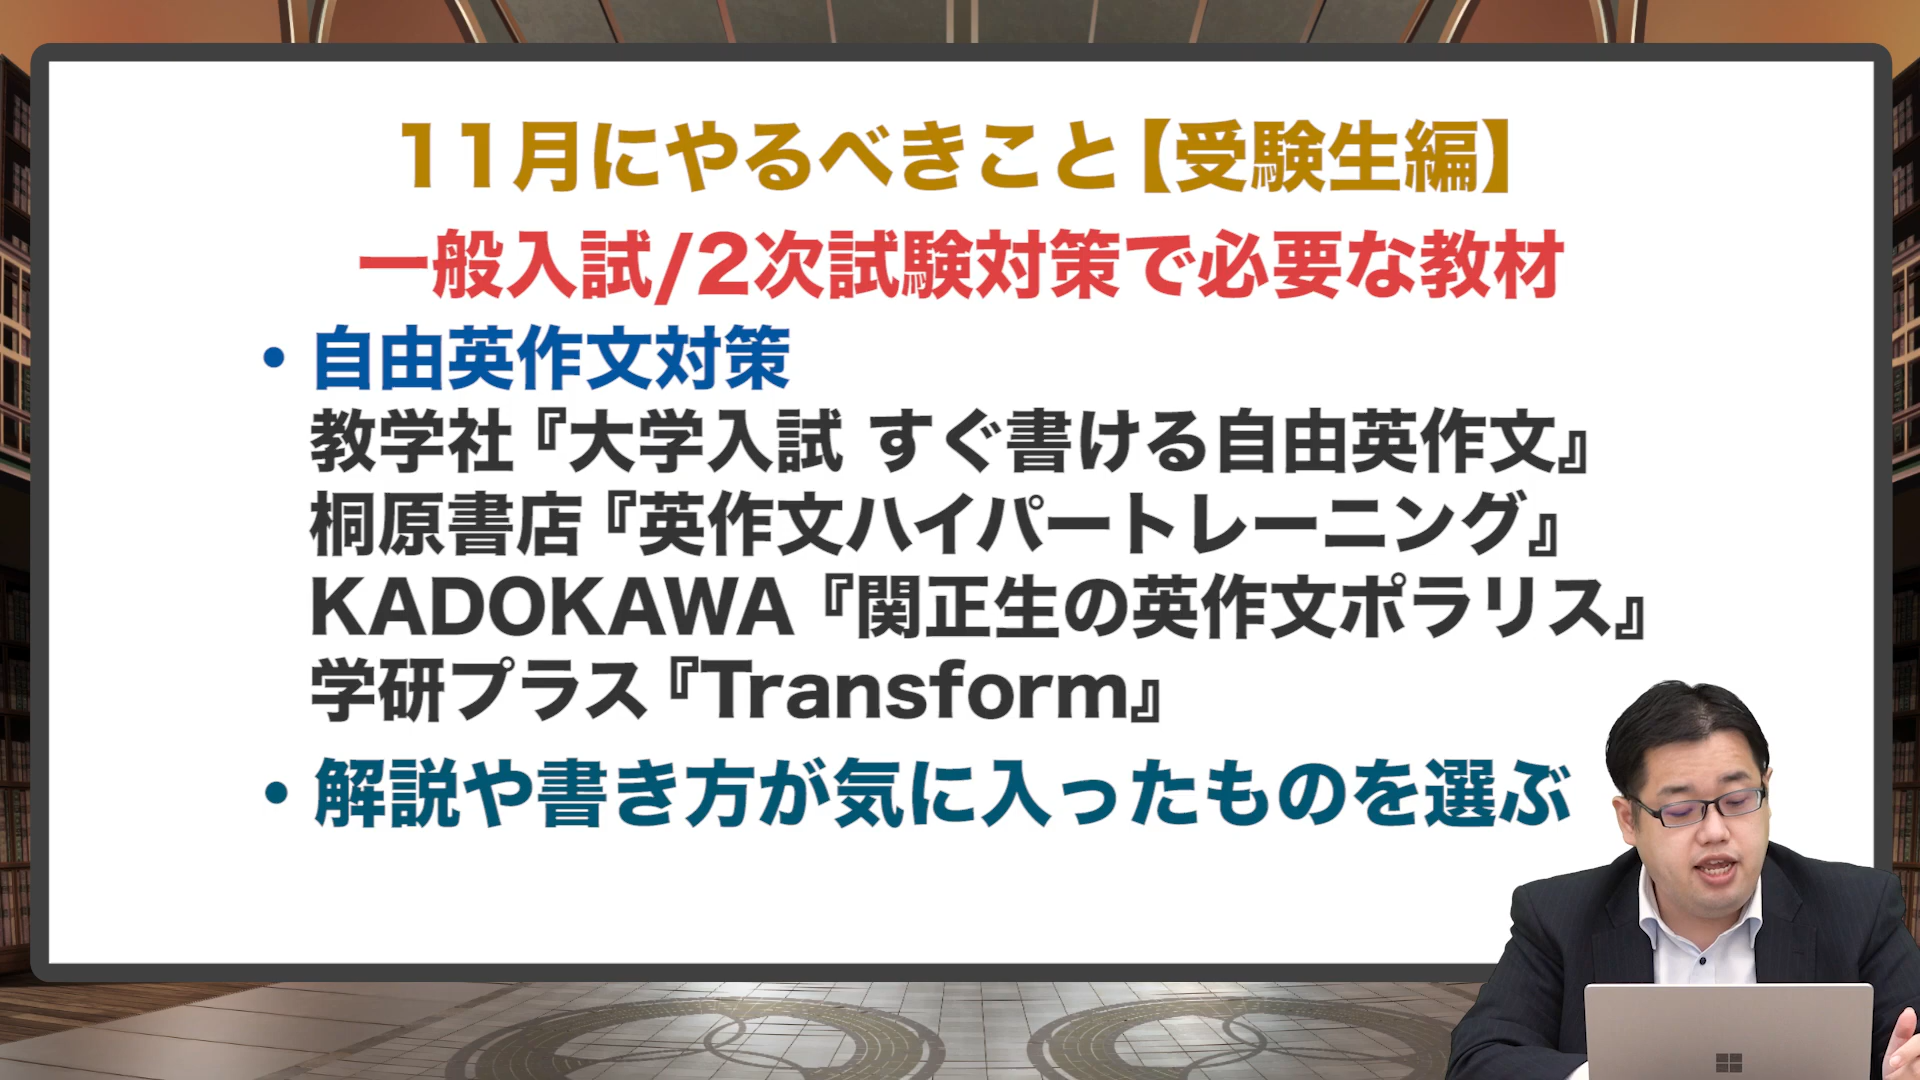 11月にやるべきこと【受験生編】
一般入試/2次試験対策で必要な教材
• 自由英作文対策
教学社『大学入試 すぐ書ける自由英作文』
桐原書店『英作文ハイパートレーニング』
KADOKAWA『関正生の英作文ポラリス』
学研プラス『Transform』
• 解説や書き方が気に入ったものを選ぶ